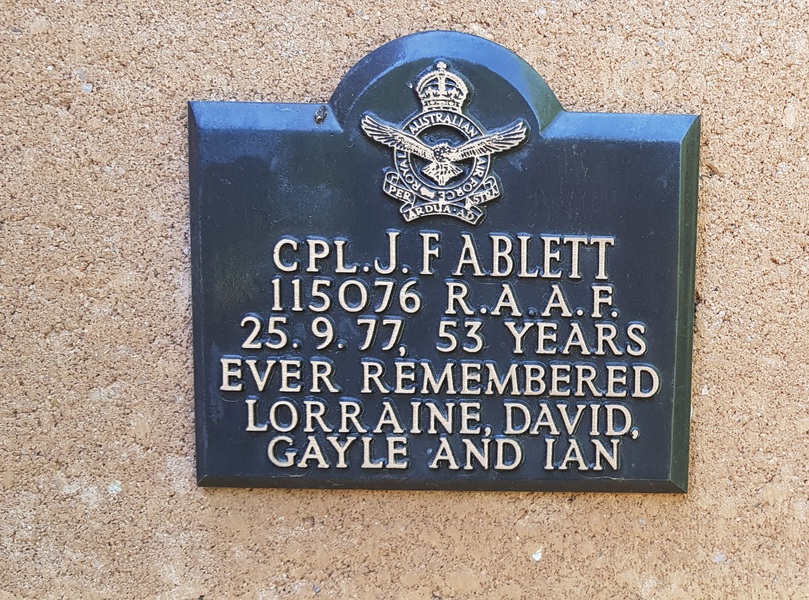 AUSTRALIAN
ROYAL AIR FORCE
PER ARDUA·AD ASTRA
CPL. J. F ABLETT
115076 R.A.A.F.
25. 9. 77, 53 YEARS
EVER REMEMBERED
LORRAINE, DAVID,
GAYLE AND IAN